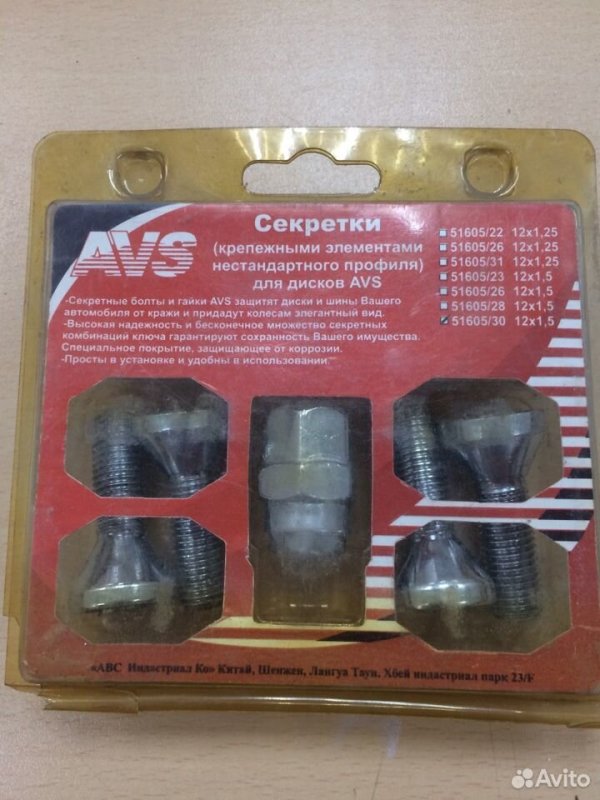 AVS
Секретки
(крепежными элементами
нестандартного профиля)
для дисков AVS
51605/22 12x1,25
51605/26 12x1,25
51605/31 12x1,25
51605/23 12x1,5
51605/26 12x1,5
51605/28 12x1,5
51605/30 12x1,5
-Секретные болты и гайки AVS защитят диски и шины Вашего
автомобиля от кражи и придадут колесам элегантный вид.
-Высокая надежность и бесконечное множество секретных
комбинаций ключа гарантируют сохранность Вашего имущества.
Специальное покрытие, защищающее от коррозии.
-Просты в установке и удобны в использовании.
«АВС Индастриал Ко» Китай, Шенжен, Лангуа Таун, Хбей индастриал парк 23/F
Avito